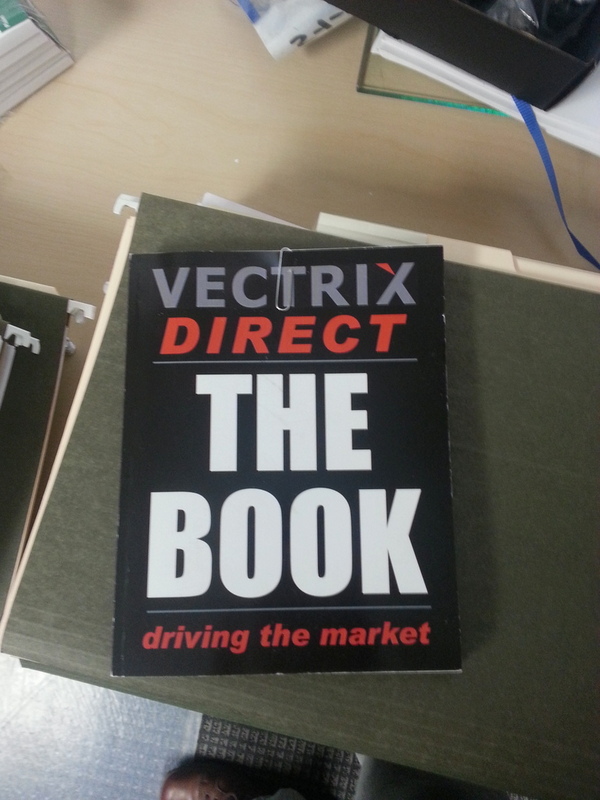 VECTRIX
DIRECT
THE
BOOK
driving the market